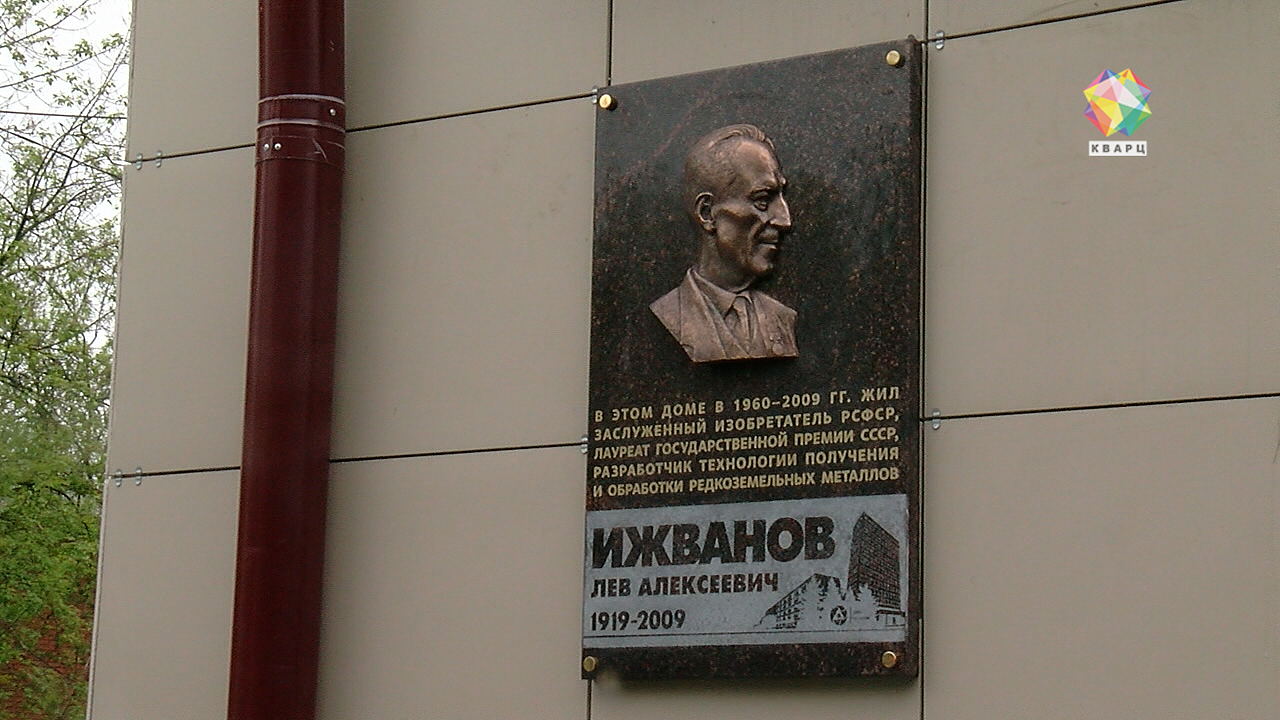 КВАРЦ
В ЭТОМ ДОМЕ В 1960–2009 ГГ. ЖИЛ
ЗАСЛУЖЕННЫЙ ИЗОБРЕТАТЕЛЬ РСФСР,
ЛАУРЕАТ ГОСУДАРСТВЕННОЙ ПРЕМИИ СССР,
РАЗРАБОТЧИК ТЕХНОЛОГИИ ПОЛУЧЕНИЯ
И ОБРАБОТКИ РЕДКОЗЕМЕЛЬНЫХ МЕТАЛЛОВ
ИЖВАНОВ
ЛЕВ АЛЕКСЕЕВИЧ
1919-2009